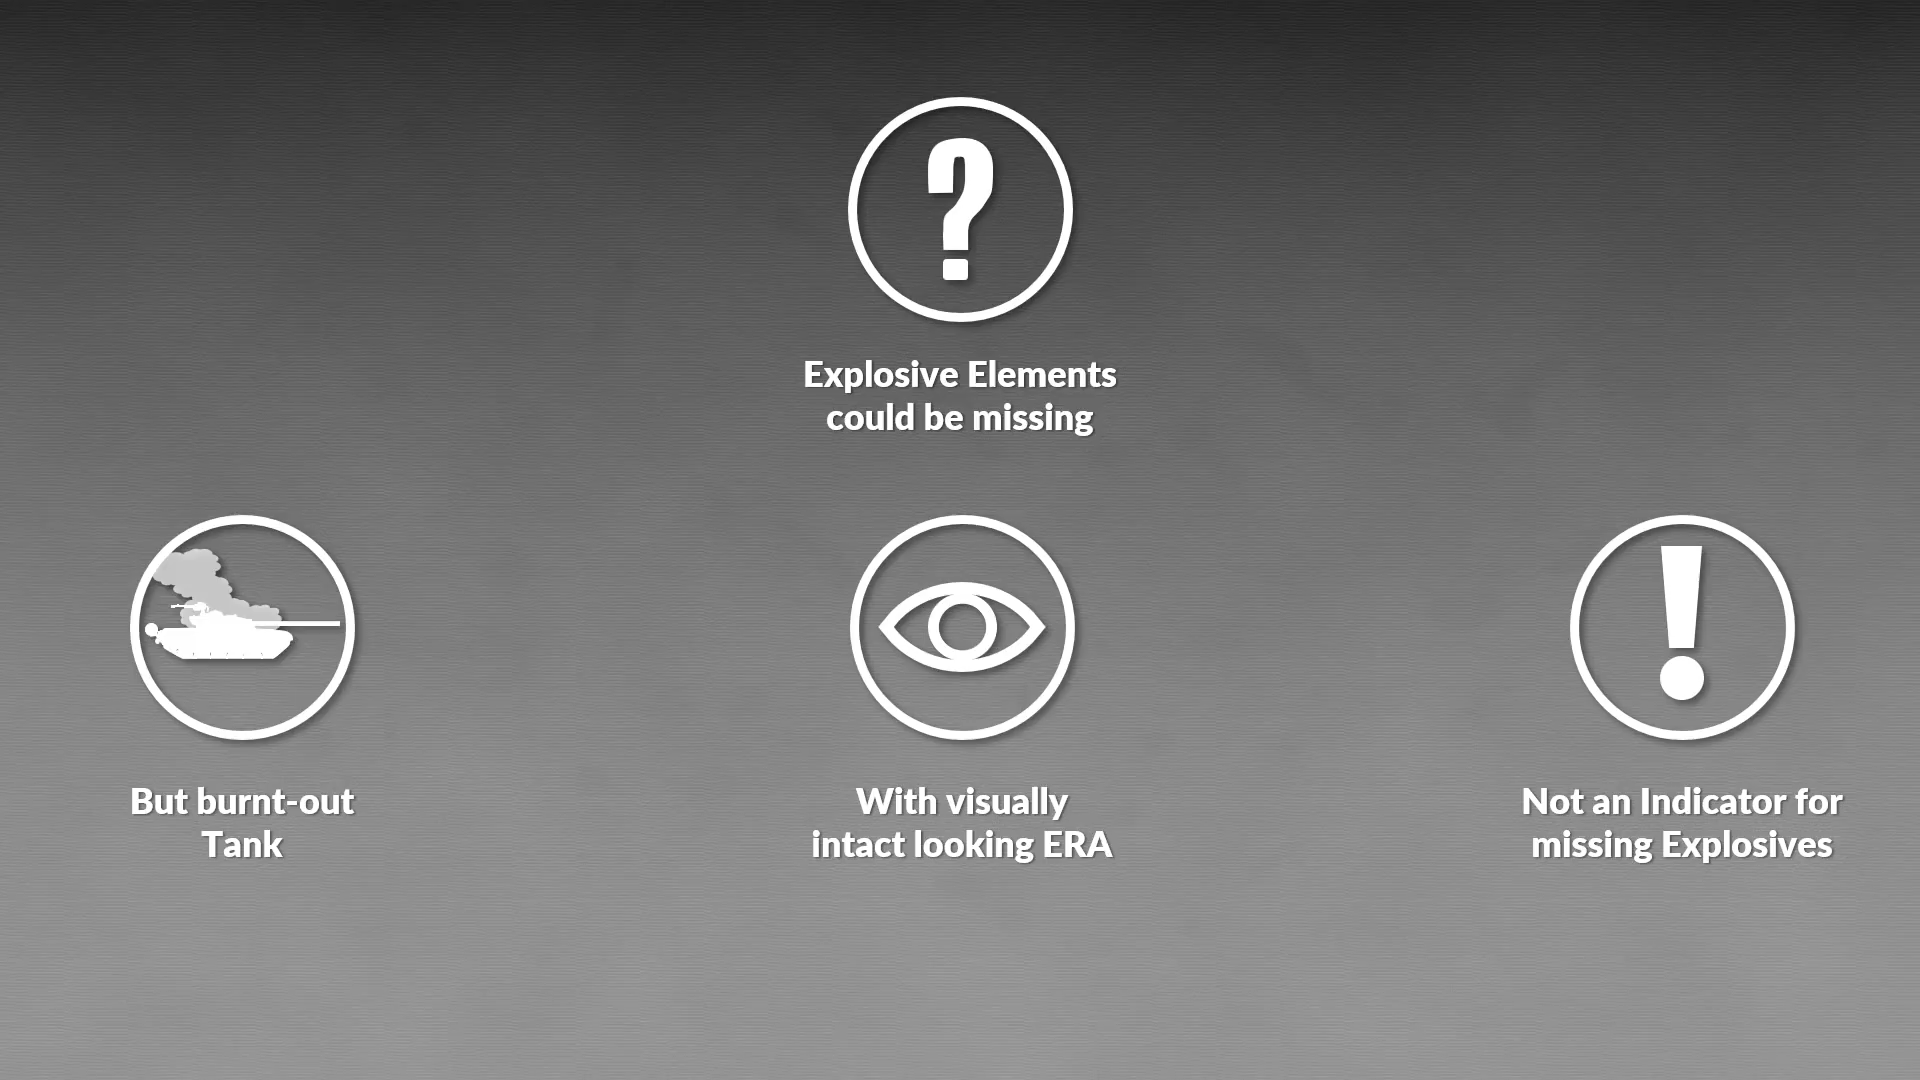 Explosive Elements
could be missing
But burnt-out
Tank
With visually
intact looking ERA
Not an Indicator for
missing Explosives